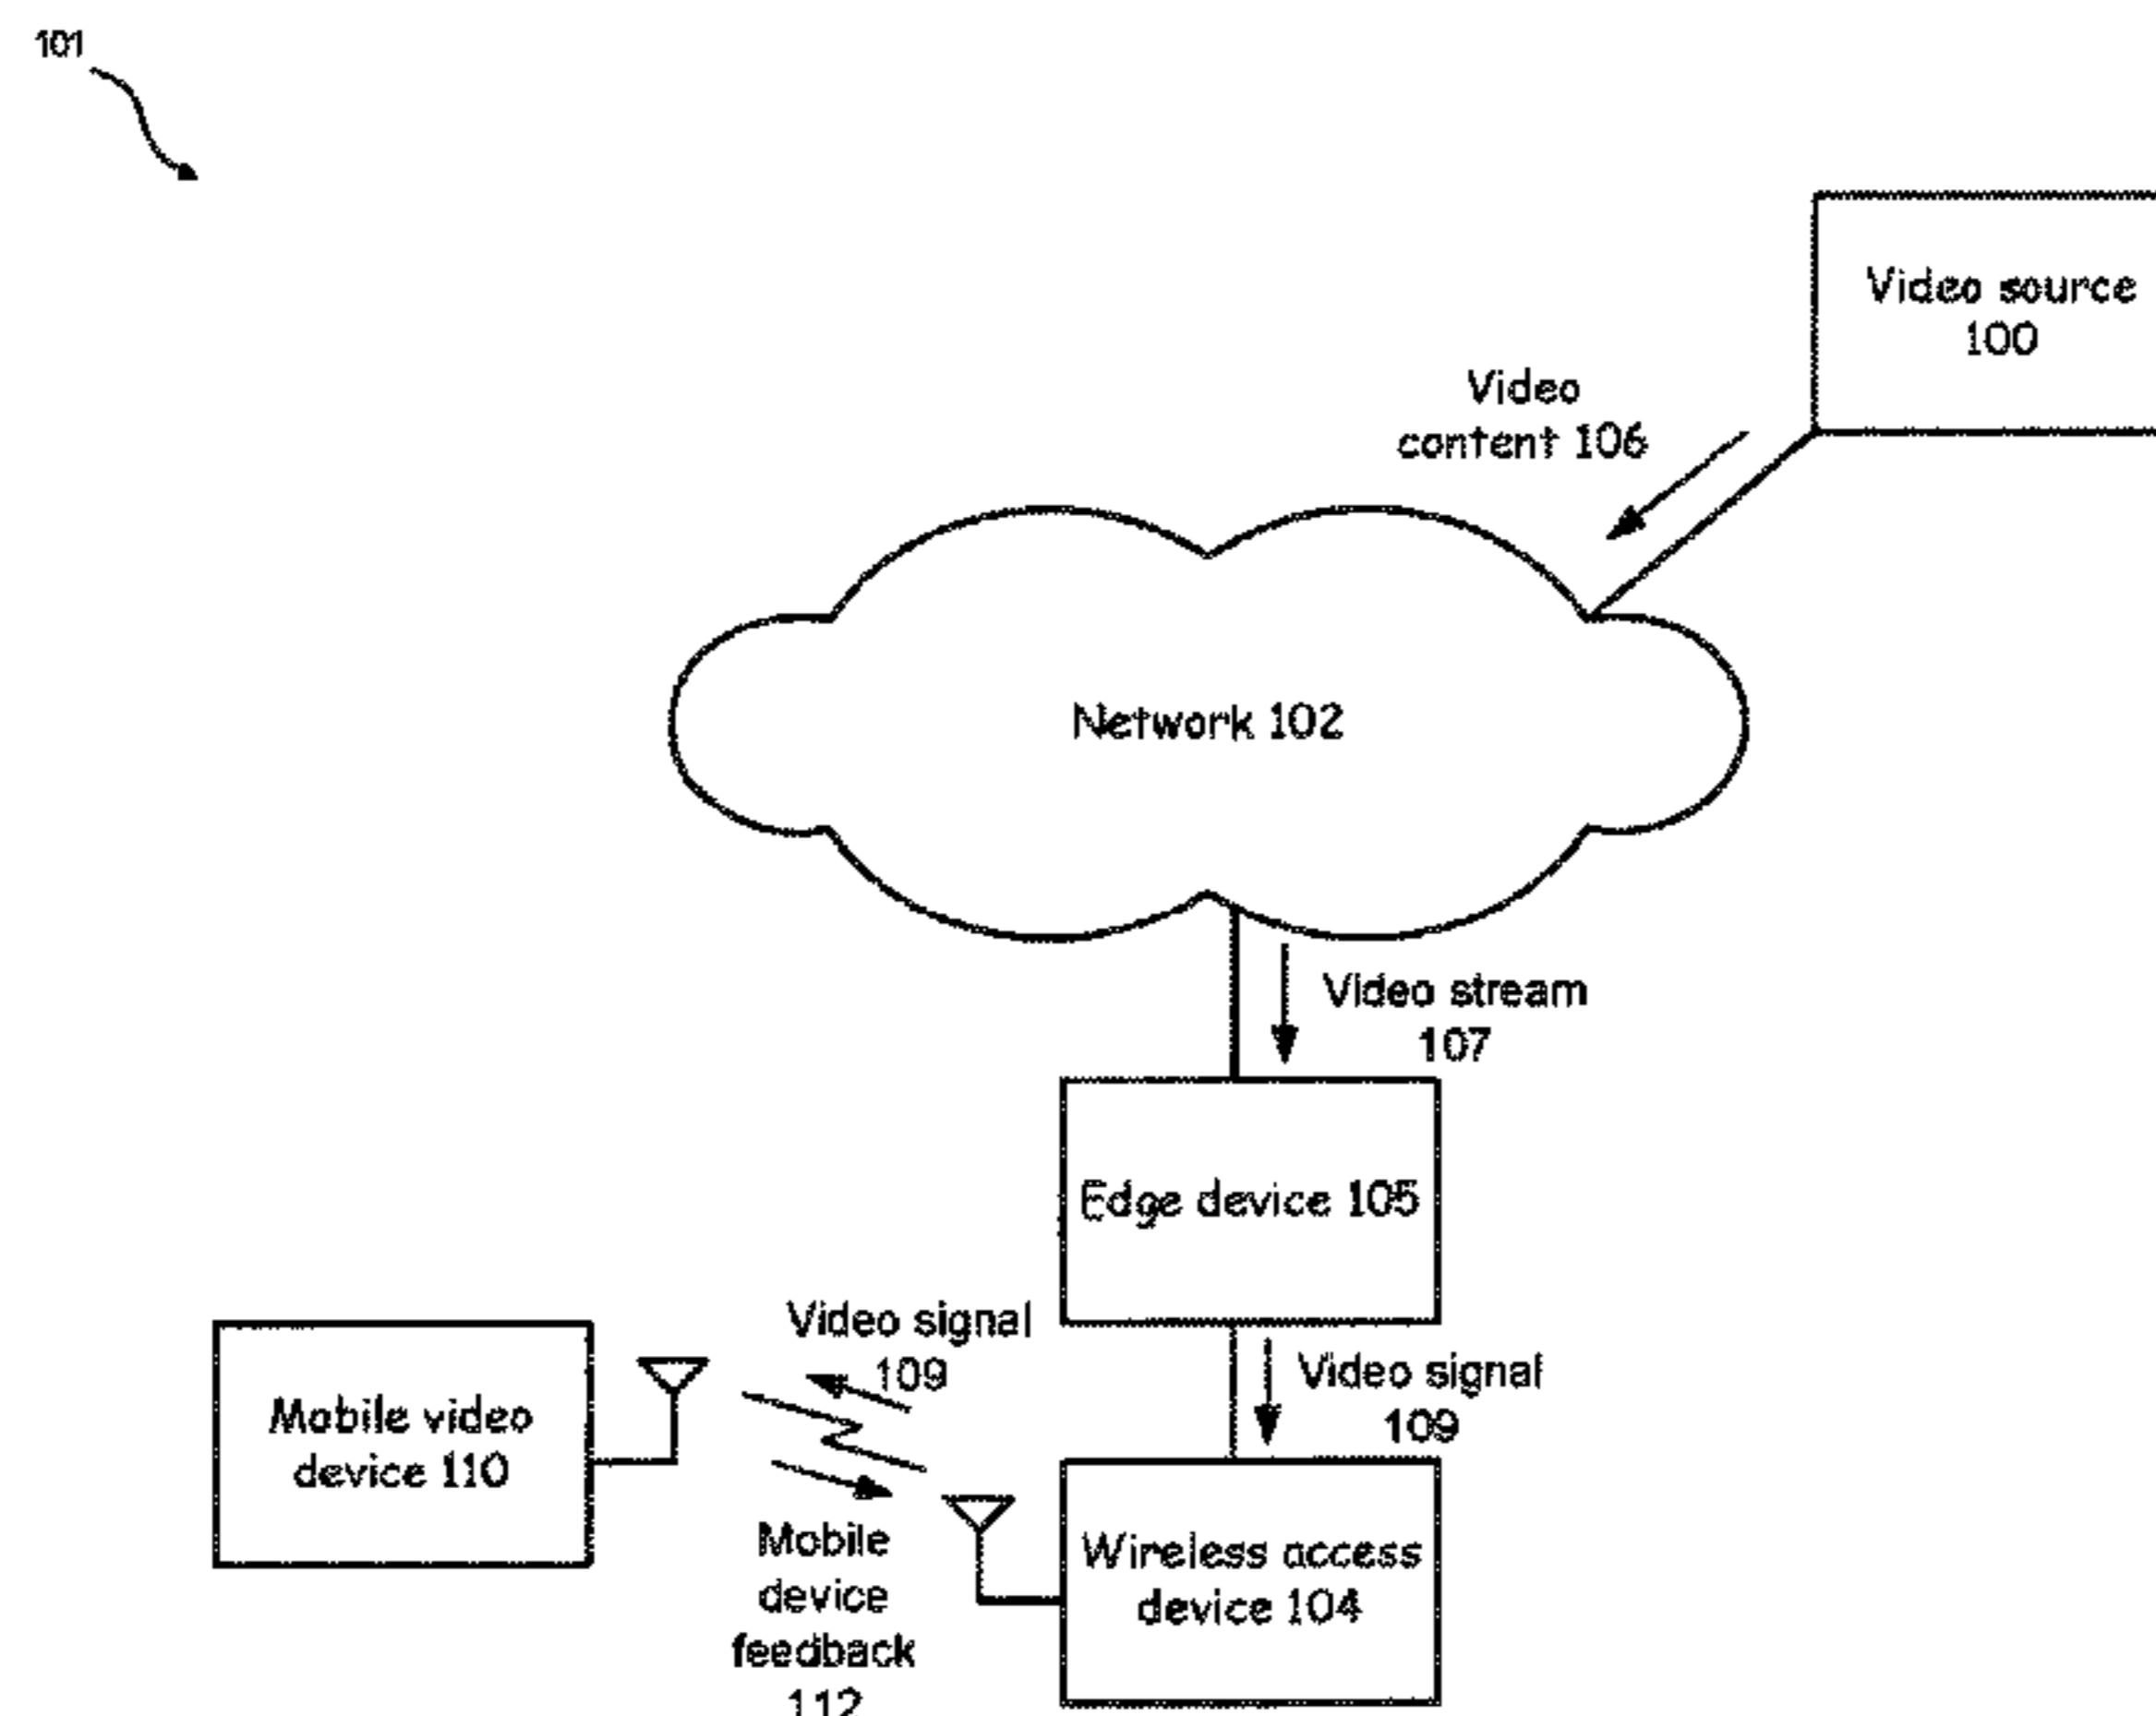 101
Video source
100
Video
content 106
Network 102
Video stream
107
Edge device 105
Video signal
109
Video signal
109
Mobile video
device 110
Mobile
device
feedback
112
Wireless access
device 104